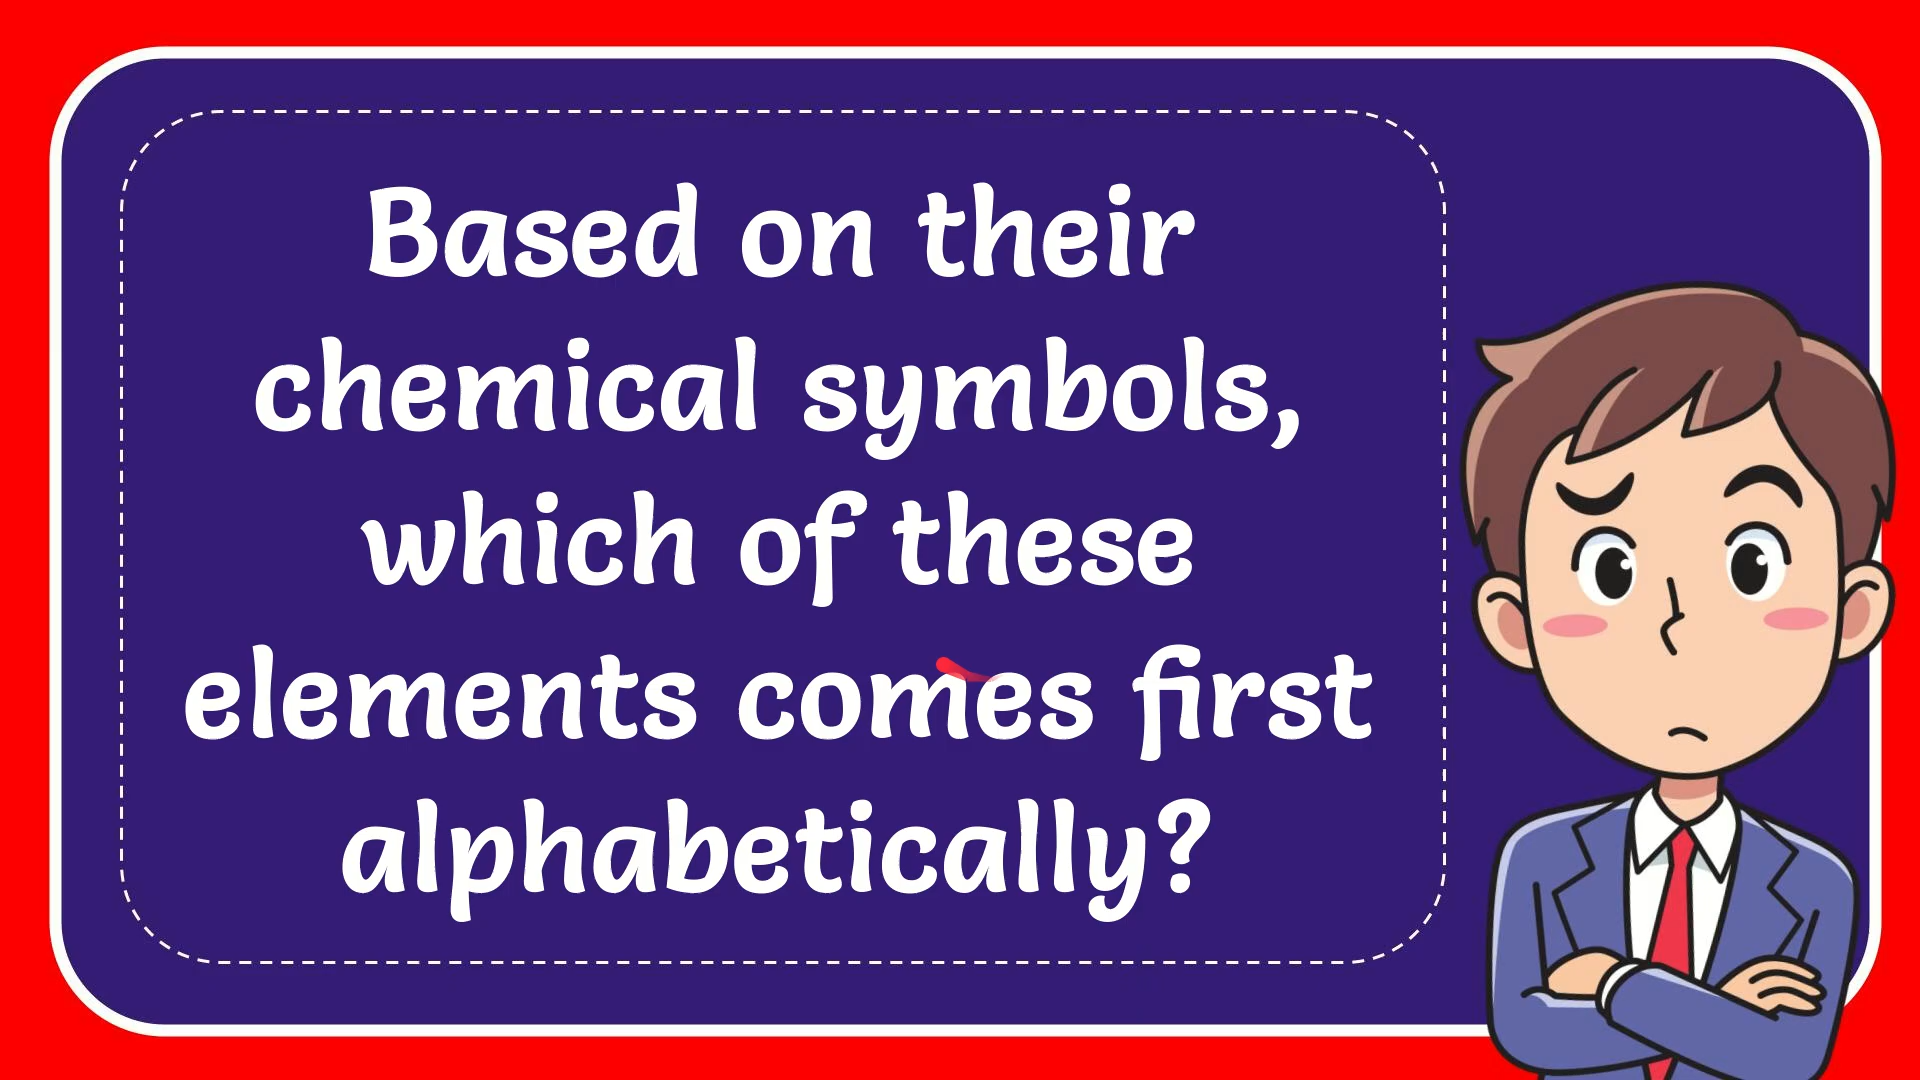 Based on their
chemical symbols,
which of these
elements comes first
alphabetically?